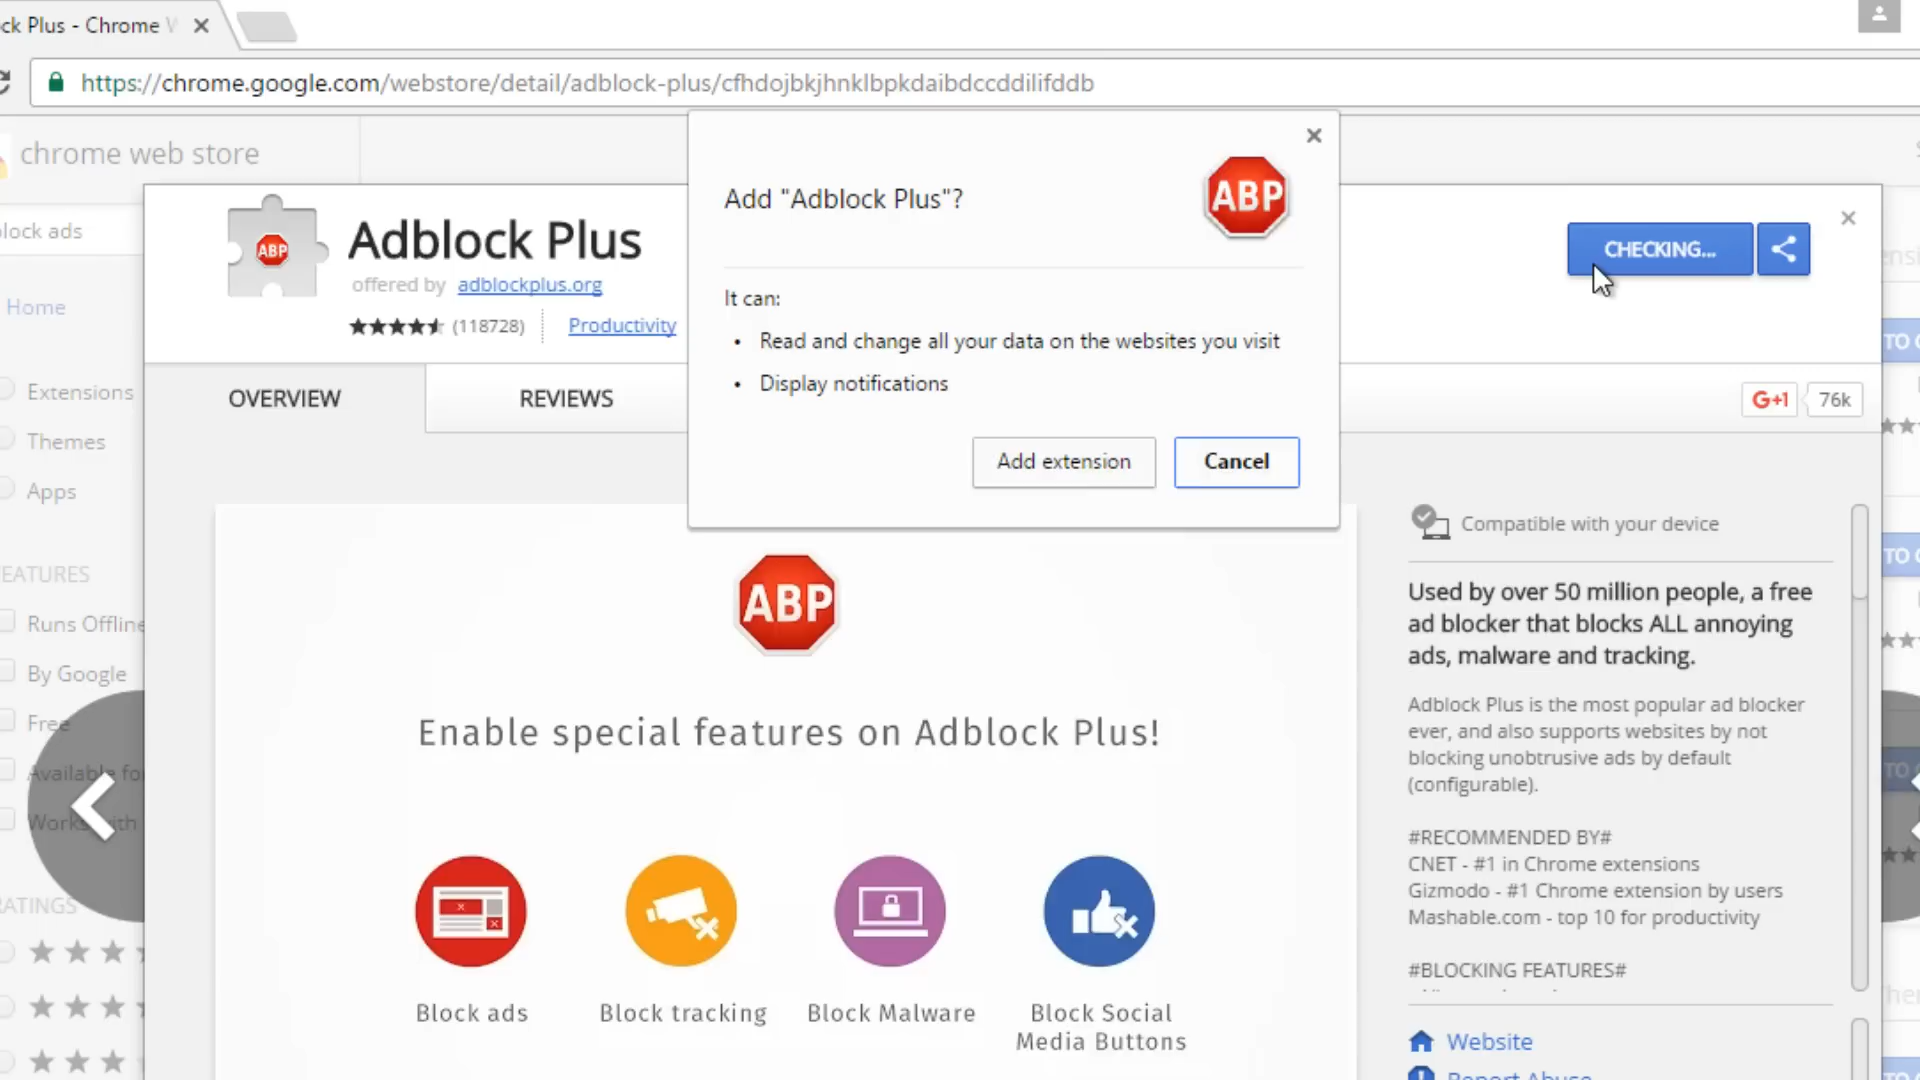 ck Plus - Chrome W
https://chrome.google.com/webstore/detail/adblock-plus/cfhdojbkjhnklbpkdaibdccddilifddb
chrome web store
lock ads
Home
Extensions
Themes
Apps
EATURES
Runs Offline
By Google
Free
Available fo
Works with
ATINGS
ABP
Adblock Plus
offered by adblockplus.org
(118728)
Productivity
OVERVIEW
REVIEWS
Add "Adblock Plus"?
ABP
It can:
• Read and change all your data on the websites you visit
• Display notifications
Add extension
Cancel
CHECKING...
G+1
76k
ABP
Enable special features on Adblock Plus!
Block ads
Block tracking
Block Malware
Block Social
Media Buttons
Compatible with your device
Used by over 50 million people, a free
ad blocker that blocks ALL annoying
ads, malware and tracking.
Adblock Plus is the most popular ad blocker
ever, and also supports websites by not
blocking unobtrusive ads by default
(configurable).
#RECOMMENDED BY#
CNET - #1 in Chrome extensions
Gizmodo - #1 Chrome extension by users
Mashable.com - top 10 for productivity
#BLOCKING FEATURES#
Website
Report Abuse